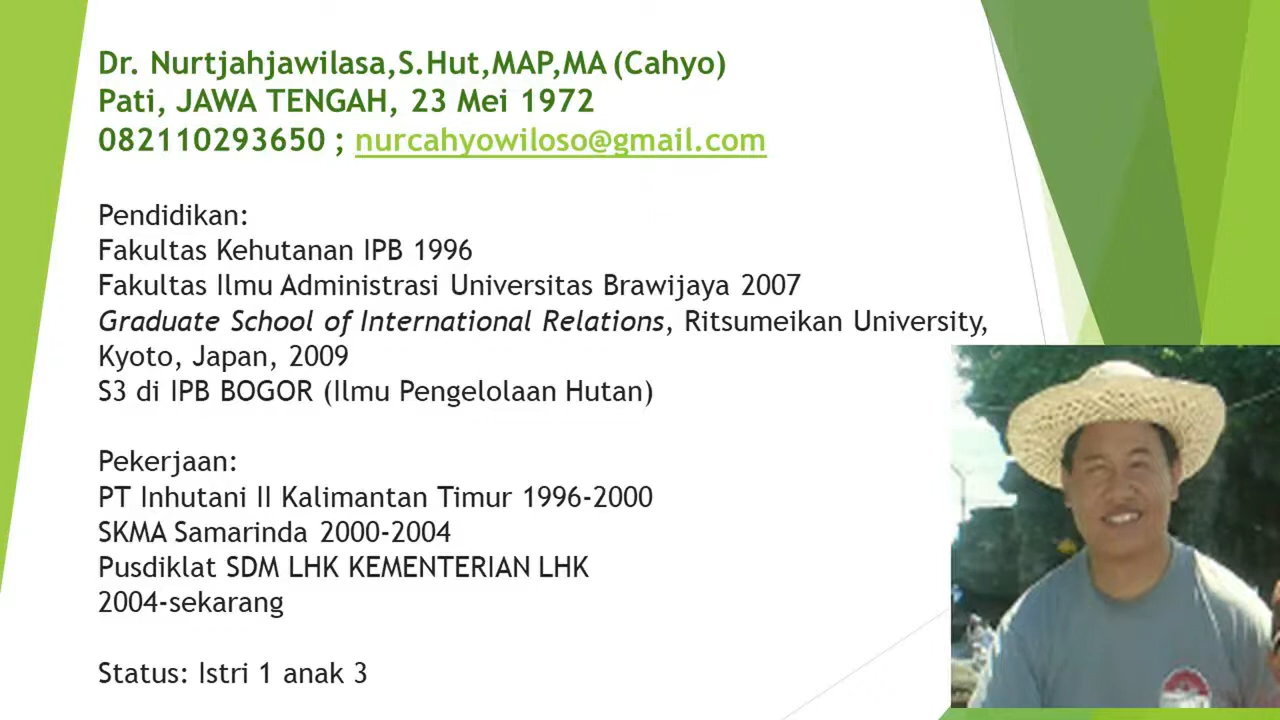 Dr. Nurtjahjawilasa,S.Hut,MAP,MA (Cahyo)
Pati, JAWA TENGAH, 23 Mei 1972
082110293650 ; nurcahyowiloso@gmail.com
Pendidikan:
Fakultas Kehutanan IPB 1996
Fakultas Ilmu Administrasi Universitas Brawijaya 2007
Graduate School of International Relations, Ritsumeikan University,
Kyoto, Japan, 2009
S3 di IPB BOGOR (Ilmu Pengelolaan Hutan)
Pekerjaan:
PT Inhutani II Kalimantan Timur 1996-2000
SKMA Samarinda 2000-2004
Pusdiklat SDM LHK KEMENTERIAN LHK
2004-sekarang
Status: Istri 1 anak 3